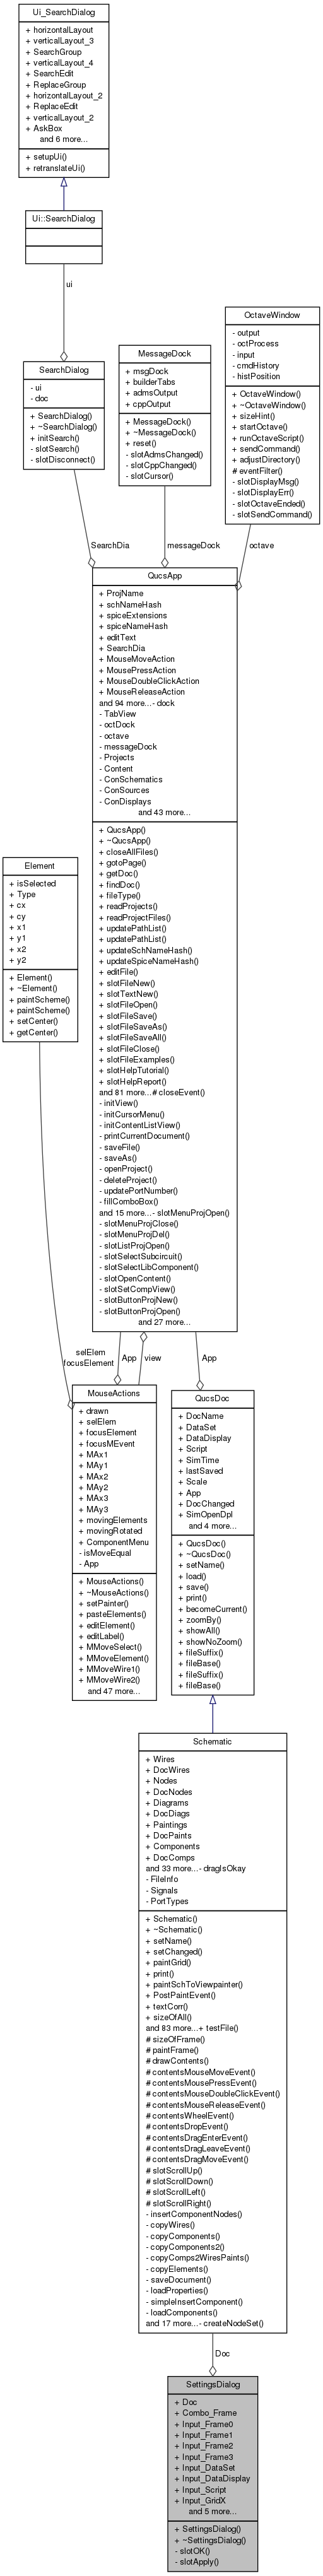 Ui_SearchDialog
+ horizontalLayout
+ verticalLayout_3
+ SearchGroup
+ verticalLayout_4
+ SearchEdit
+ ReplaceGroup
+ horizontalLayout_2
+ ReplaceEdit
+ verticalLayout_2
+ AskBox
and 6 more...
+ setupUi()
+ retranslateUi()
Ui::SearchDialog
ui
SearchDialog
- ui
- doc
+ SearchDialog()
+ ~SearchDialog()
+ initSearch()
- slotSearch()
- slotDisconnect()
MessageDock
+ msgDock
+ builderTabs
+ admsOutput
+ cppOutput
+ MessageDock()
+ ~MessageDock()
+ reset()
- slotAdmsChanged()
- slotCppChanged()
- slotCursor()
OctaveWindow
- output
- octProcess
- input
- cmdHistory
- histPosition
+ OctaveWindow()
+ ~OctaveWindow()
+ sizeHint()
+ startOctave()
+ runOctaveScript()
+ sendCommand()
+ adjustDirectory()
# eventFilter()
- slotDisplayMsg()
- slotDisplayErr()
- slotOctaveEnded()
- slotSendCommand()
SearchDia
messageDock
octave
QucsApp
+ ProjName
+ schNameHash
+ spiceExtensions
+ spiceNameHash
+ editText
+ SearchDia
+ MouseMoveAction
+ MousePressAction
+ MouseDoubleClickAction
+ MouseReleaseAction
and 94 more...- dock
- TabView
- octDock
- octave
- messageDock
- Projects
- Content
- ConSchematics
- ConSources
- ConDisplays
and 43 more...
+ QucsApp()
+ ~QucsApp()
+ closeAllFiles()
+ gotoPage()
+ getDoc()
+ findDoc()
+ fileType()
+ readProjects()
+ readProjectFiles()
+ updatePathList()
+ updatePathList()
+ updateSchNameHash()
+ updateSpiceNameHash()
+ editFile()
+ slotFileNew()
+ slotTextNew()
+ slotFileOpen()
+ slotFileSave()
+ slotFileSaveAs()
+ slotFileSaveAll()
+ slotFileClose()
+ slotFileExamples()
+ slotHelpTutorial()
+ slotHelpReport()
and 81 more...# closeEvent()
- initView()
- initCursorMenu()
- initContentListView()
- printCurrentDocument()
- saveFile()
- saveAs()
- openProject()
- deleteProject()
- updatePortNumber()
- fillComboBox()
and 15 more...- slotMenuProjOpen()
- slotMenuProjClose()
- slotMenuProjDel()
- slotListProjOpen()
- slotSelectSubcircuit()
- slotSelectLibComponent()
- slotOpenContent()
- slotSetCompView()
- slotButtonProjNew()
- slotButtonProjOpen()
and 27 more...
Element
+ isSelected
+ Type
+ cx
+ cy
+ x1
+ y1
+ x2
+ y2
+ Element()
+ ~Element()
+ paintScheme()
+ paintScheme()
+ setCenter()
+ getCenter()
selElem
focusElement
App
view
App
MouseActions
+ drawn
+ selElem
+ focusElement
+ focusMEvent
+ MAx1
+ MAy1
+ MAx2
+ MAy2
+ MAx3
+ MAy3
+ movingElements
+ movingRotated
+ ComponentMenu
- isMoveEqual
- App
+ MouseActions()
+ ~MouseActions()
+ setPainter()
+ pasteElements()
+ editElement()
+ editLabel()
+ MMoveSelect()
+ MMoveElement()
+ MMoveWire1()
+ MMoveWire2()
and 47 more...
QucsDoc
+ DocName
+ DataSet
+ DataDisplay
+ Script
+ SimTime
+ lastSaved
+ Scale
+ App
+ DocChanged
+ SimOpenDpl
and 4 more...
+ QucsDoc()
+ ~QucsDoc()
+ setName()
+ load()
+ save()
+ print()
+ becomeCurrent()
+ zoomBy()
+ showAll()
+ showNoZoom()
+ fileSuffix()
+ fileBase()
+ fileSuffix()
+ fileBase()
Schematic
+ Wires
+ DocWires
+ Nodes
+ DocNodes
+ Diagrams
+ DocDiags
+ Paintings
+ DocPaints
+ Components
+ DocComps
and 33 more...- dragIsOkay
- FileInfo
- Signals
- PortTypes
+ Schematic()
+ ~Schematic()
+ setName()
+ setChanged()
+ paintGrid()
+ print()
+ paintSchToViewpainter()
+ PostPaintEvent()
+ textCorr()
+ sizeOfAll()
and 83 more...+ testFile()
# sizeOfFrame()
# paintFrame()
# drawContents()
# contentsMouseMoveEvent()
# contentsMousePressEvent()
# contentsMouseDoubleClickEvent()
# contentsMouseReleaseEvent()
# contentsWheelEvent()
# contentsDropEvent()
# contentsDragEnterEvent()
# contentsDragLeaveEvent()
# contentsDragMoveEvent()
# slotScrollUp()
# slotScrollDown()
# slotScrollLeft()
# slotScrollRight()
- insertComponentNodes()
- copyWires()
- copyComponents()
- copyComponents2()
- copyComps2WiresPaints()
- copyElements()
- saveDocument()
- loadProperties()
- simpleInsertComponent()
- loadComponents()
and 17 more...- createNodeSet()
Doc
SettingsDialog
+ Doc
+ Combo_Frame
+ Input_Frame0
+ Input_Frame1
+ Input_Frame2
+ Input_Frame3
+ Input_DataSet
+ Input_DataDisplay
+ Input_Script
+ Input_GridX
and 5 more...
+ SettingsDialog()
+ ~SettingsDialog()
- slotOK()
- slotApply()